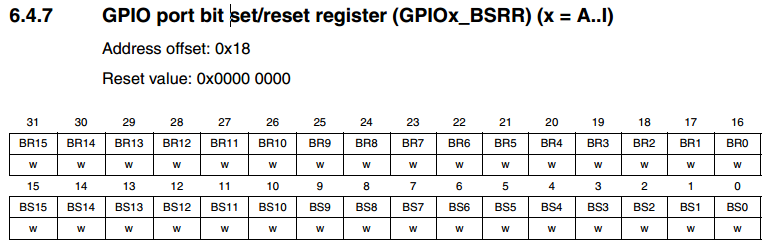 6.4.7 GPIO port bit set/reset register (GPIOx_BSRR) (x = A..I)
Address offset: 0x18
Reset value: 0x0000 0000
31 30 29 28 27 26 25 24 23 22 21 20 19 18 17 16
BR15 BR14 BR13 BR12 BR11 BR10 BR9 BR8 BR7 BR6 BR5 BR4 BR3 BR2 BR1 BR0
w w w w w w w w w w w w w w w w
15 14 13 12 11 10 9 8 7 6 5 4 3 2 1 0
BS15 BS14 BS13 BS12 BS11 BS10 BS9 BS8 BS7 BS6 BS5 BS4 BS3 BS2 BS1 BS0
w w w w w w w w w w w w w w w w